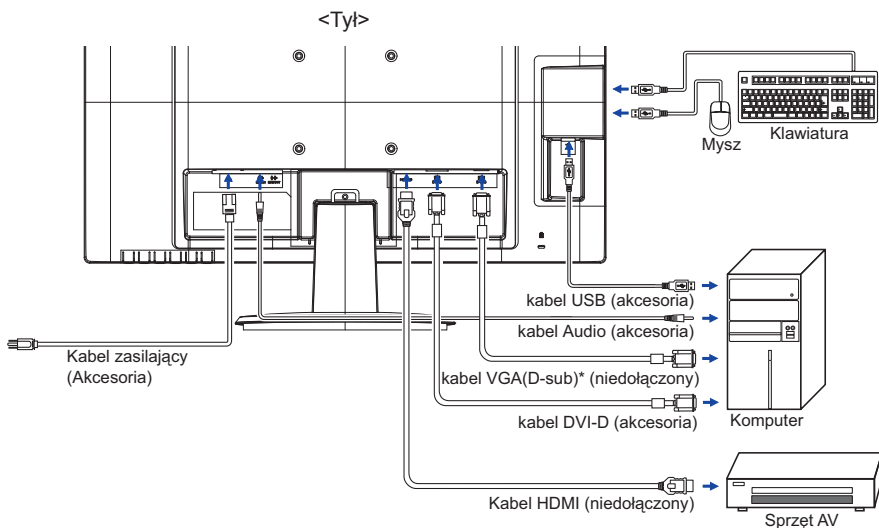 <Tył>
Mysz
Klawiatura
kabel USB (akcesoria)
kabel Audio (akcesoria)
Kabel zasilający
(Akcesoria)
kabel VGA(D-sub)* (niedołączony)
kabel DVI-D (akcesoria)
Komputer
Kabel HDMI (niedołączony)
Sprzęt AV